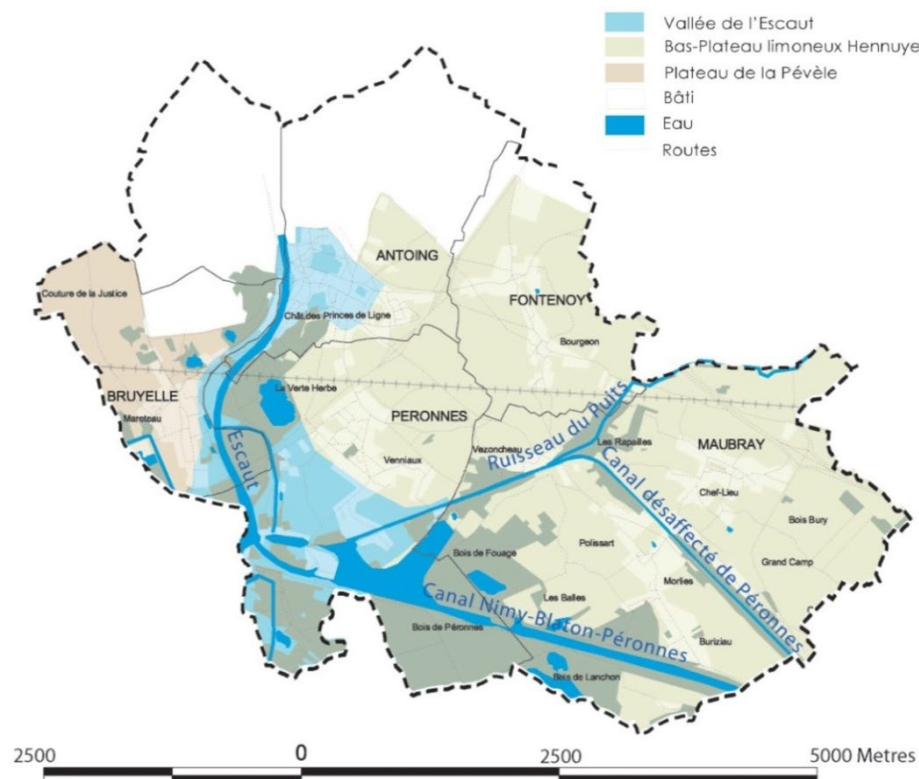 Vallée de l'Escaut
Bas-Plateau limoneux Hennuye
Plateau de la Pévèle
Bâti
Eau
Routes
ANTOING
Couture de la Justice
FONTENOY
Chât des Princes de Ligne
Bourgeon
La Verte Herbe
BRUYELLE
Ruisseau du Puits
PERONNES
Mareteau
Les Rapailles
MAUBRAY
Escaut
Vezoncheau
Venniaux
Canal désaffecté de Péronnes
Chef-Lieu
Bois Bury
Polissart
Bois de Fouage
Grand Camp
Morlies
Canal Nimy-Blaton-Péronnes
Les Balles
Bois de Péronnes
Buriziau
Bois de Lanchon
2500 0 2500 5000 Metres